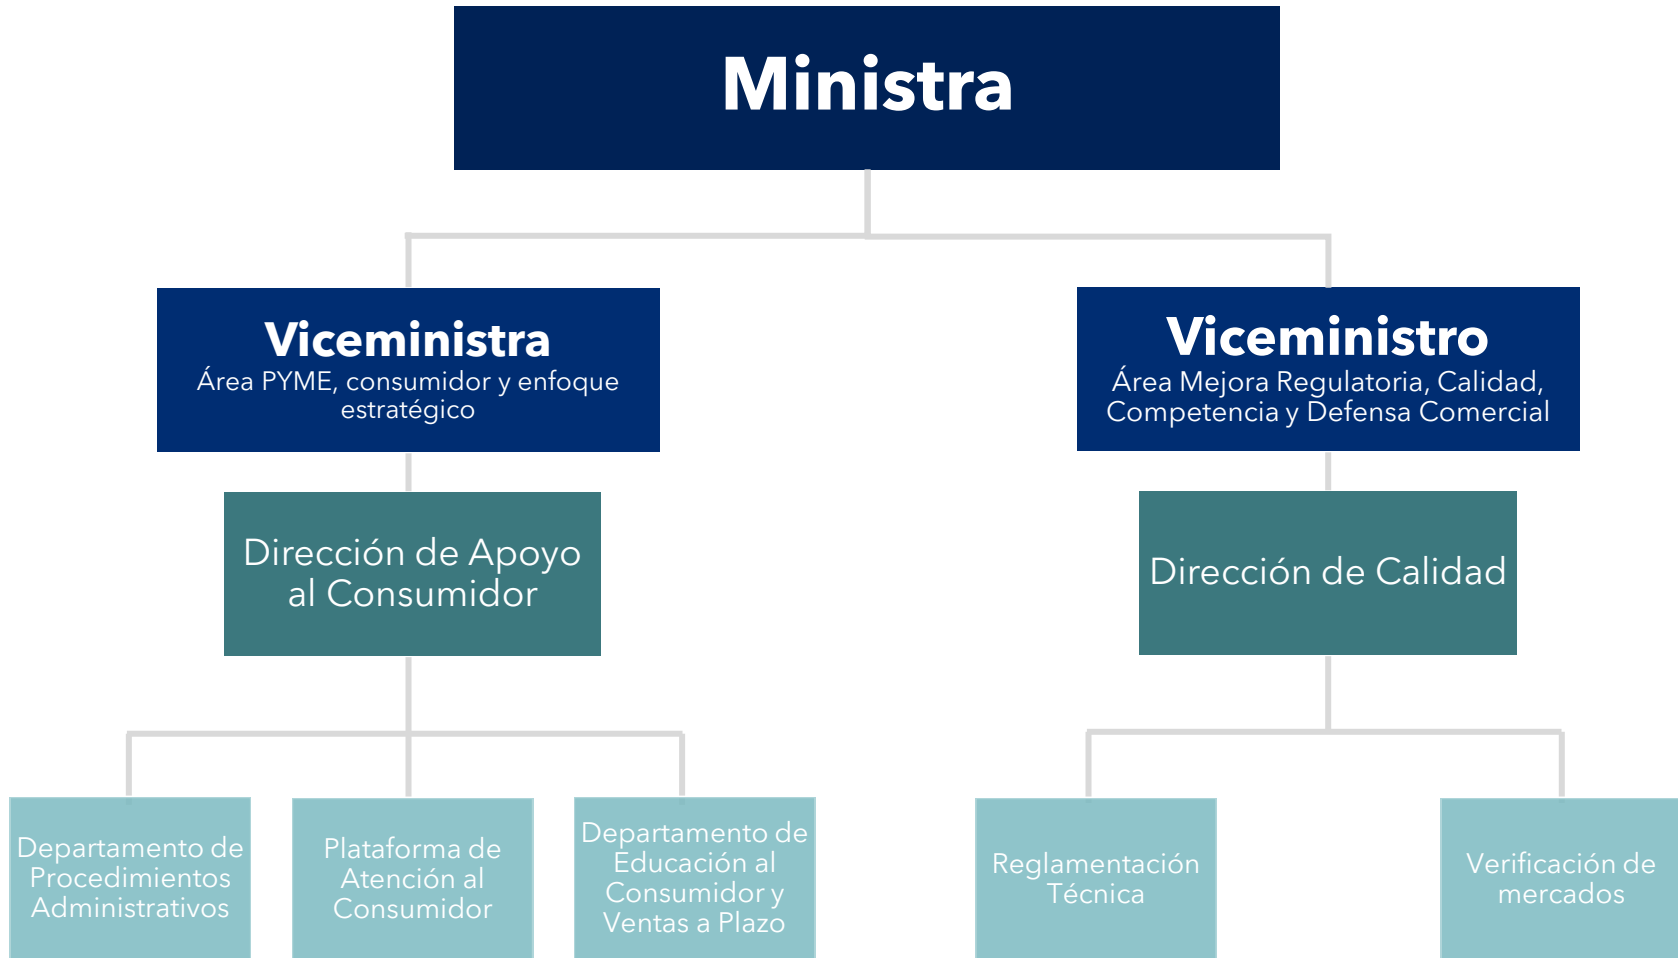 Ministra
Viceministra
Área PYME, consumidor y enfoque
estratégico
Viceministro
Área Mejora Regulatoria, Calidad,
Competencia y Defensa Comercial
Dirección de Apoyo
al Consumidor
Dirección de Calidad
Departamento de
Procedimientos
Administrativos
Plataforma de
Atención al
Consumidor
Departamento de
Educación al
Consumidor y
Ventas a Plazo
Reglamentación
Técnica
Verificación de
mercados